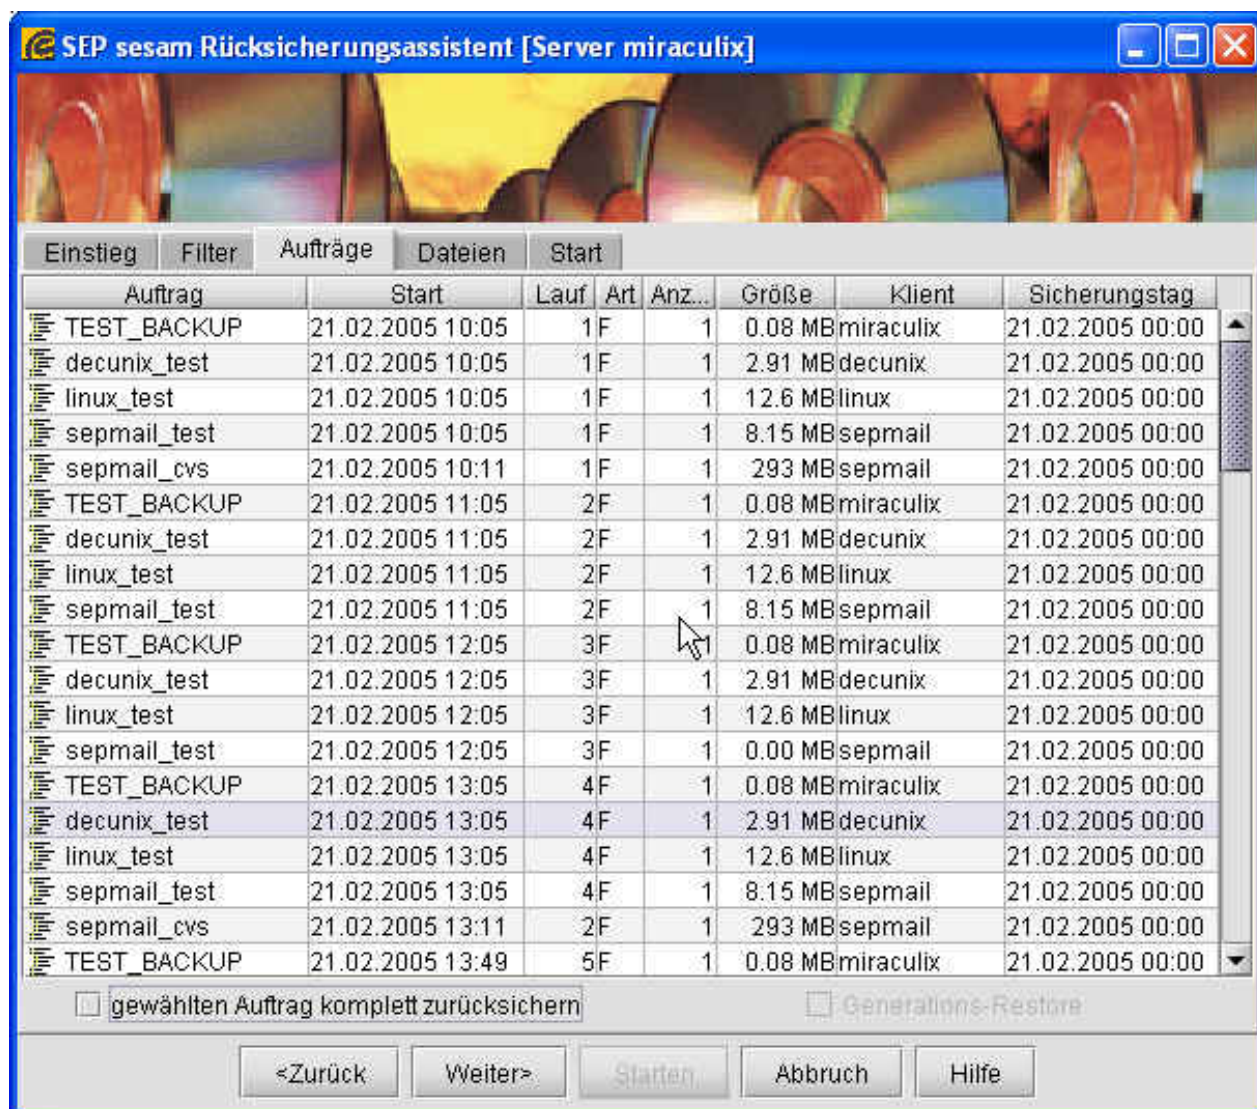 SEP sesam Rücksicherungsassistent [Server miraculix]
Einstieg Filter Aufträge Dateien Start
Auftrag Start Lauf Art Anz... Größe Klient Sicherungstag
TEST_BACKUP 21.02.2005 10:05 1 F 1 0.08 MB miraculix 21.02.2005 00:00
decunix_test 21.02.2005 10:05 1 F 1 2.91 MB decunix 21.02.2005 00:00
linux_test 21.02.2005 10:05 1 F 1 12.6 MB linux 21.02.2005 00:00
sepmail_test 21.02.2005 10:05 1 F 1 8.15 MB sepmail 21.02.2005 00:00
sepmail_cvs 21.02.2005 10:11 1 F 1 293 MB sepmail 21.02.2005 00:00
TEST_BACKUP 21.02.2005 11:05 2 F 1 0.08 MB miraculix 21.02.2005 00:00
decunix_test 21.02.2005 11:05 2 F 1 2.91 MB decunix 21.02.2005 00:00
linux_test 21.02.2005 11:05 2 F 1 12.6 MB linux 21.02.2005 00:00
sepmail_test 21.02.2005 11:05 2 F 1 8.15 MB sepmail 21.02.2005 00:00
TEST_BACKUP 21.02.2005 12:05 3 F 1 0.08 MB miraculix 21.02.2005 00:00
decunix_test 21.02.2005 12:05 3 F 1 2.91 MB decunix 21.02.2005 00:00
linux_test 21.02.2005 12:05 3 F 1 12.6 MB linux 21.02.2005 00:00
sepmail_test 21.02.2005 12:05 3 F 1 0.00 MB sepmail 21.02.2005 00:00
TEST_BACKUP 21.02.2005 13:05 4 F 1 0.08 MB miraculix 21.02.2005 00:00
decunix_test 21.02.2005 13:05 4 F 1 2.91 MB decunix 21.02.2005 00:00
linux_test 21.02.2005 13:05 4 F 1 12.6 MB linux 21.02.2005 00:00
sepmail_test 21.02.2005 13:05 4 F 1 8.15 MB sepmail 21.02.2005 00:00
sepmail_cvs 21.02.2005 13:11 2 F 1 293 MB sepmail 21.02.2005 00:00
TEST_BACKUP 21.02.2005 13:49 5 F 1 0.08 MB miraculix 21.02.2005 00:00
gewählten Auftrag komplett zurücksichern Generations-Restore
<Zurück Weiter> Starten Abbruch Hilfe